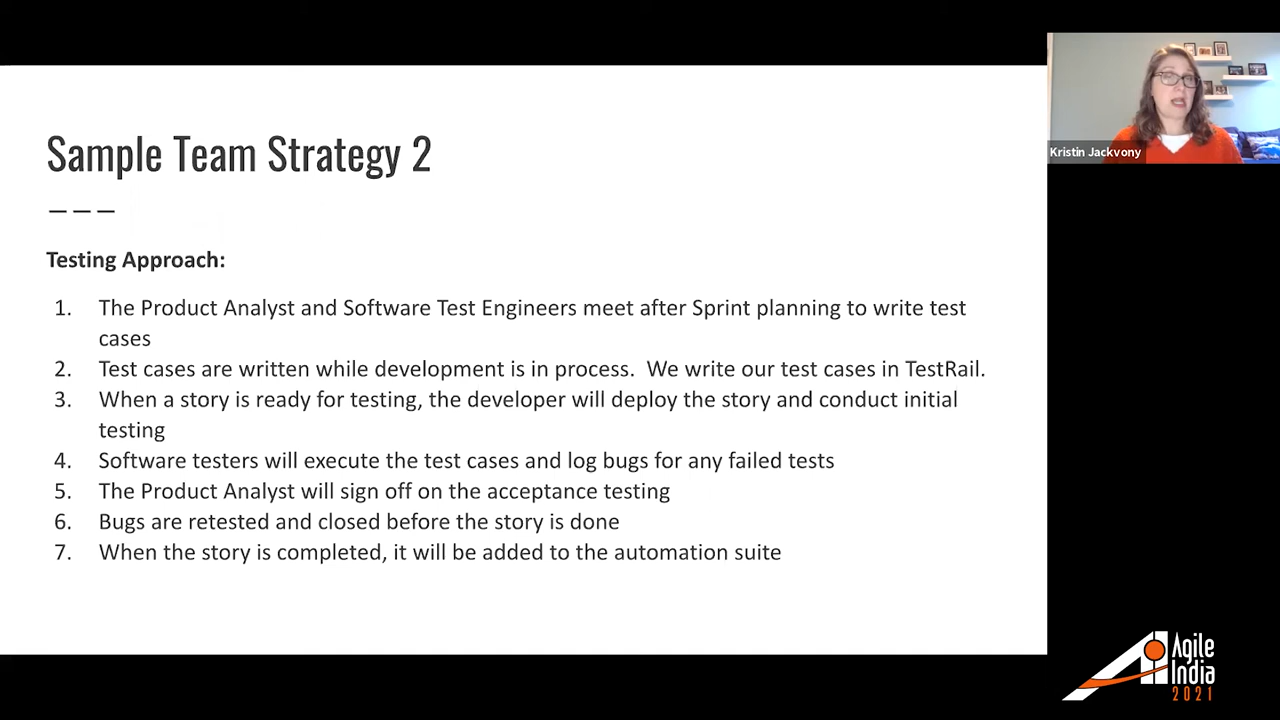 Sample Team Strategy 2
Testing Approach:
1. The Product Analyst and Software Test Engineers meet after Sprint planning to write test
cases
2. Test cases are written while development is in process.  We write our test cases in TestRail.
3. When a story is ready for testing, the developer will deploy the story and conduct initial
testing
4. Software testers will execute the test cases and log bugs for any failed tests
5. The Product Analyst will sign off on the acceptance testing
6. Bugs are retested and closed before the story is done
7. When the story is completed, it will be added to the automation suite
Kristin Jackvony
Agile
India
2021